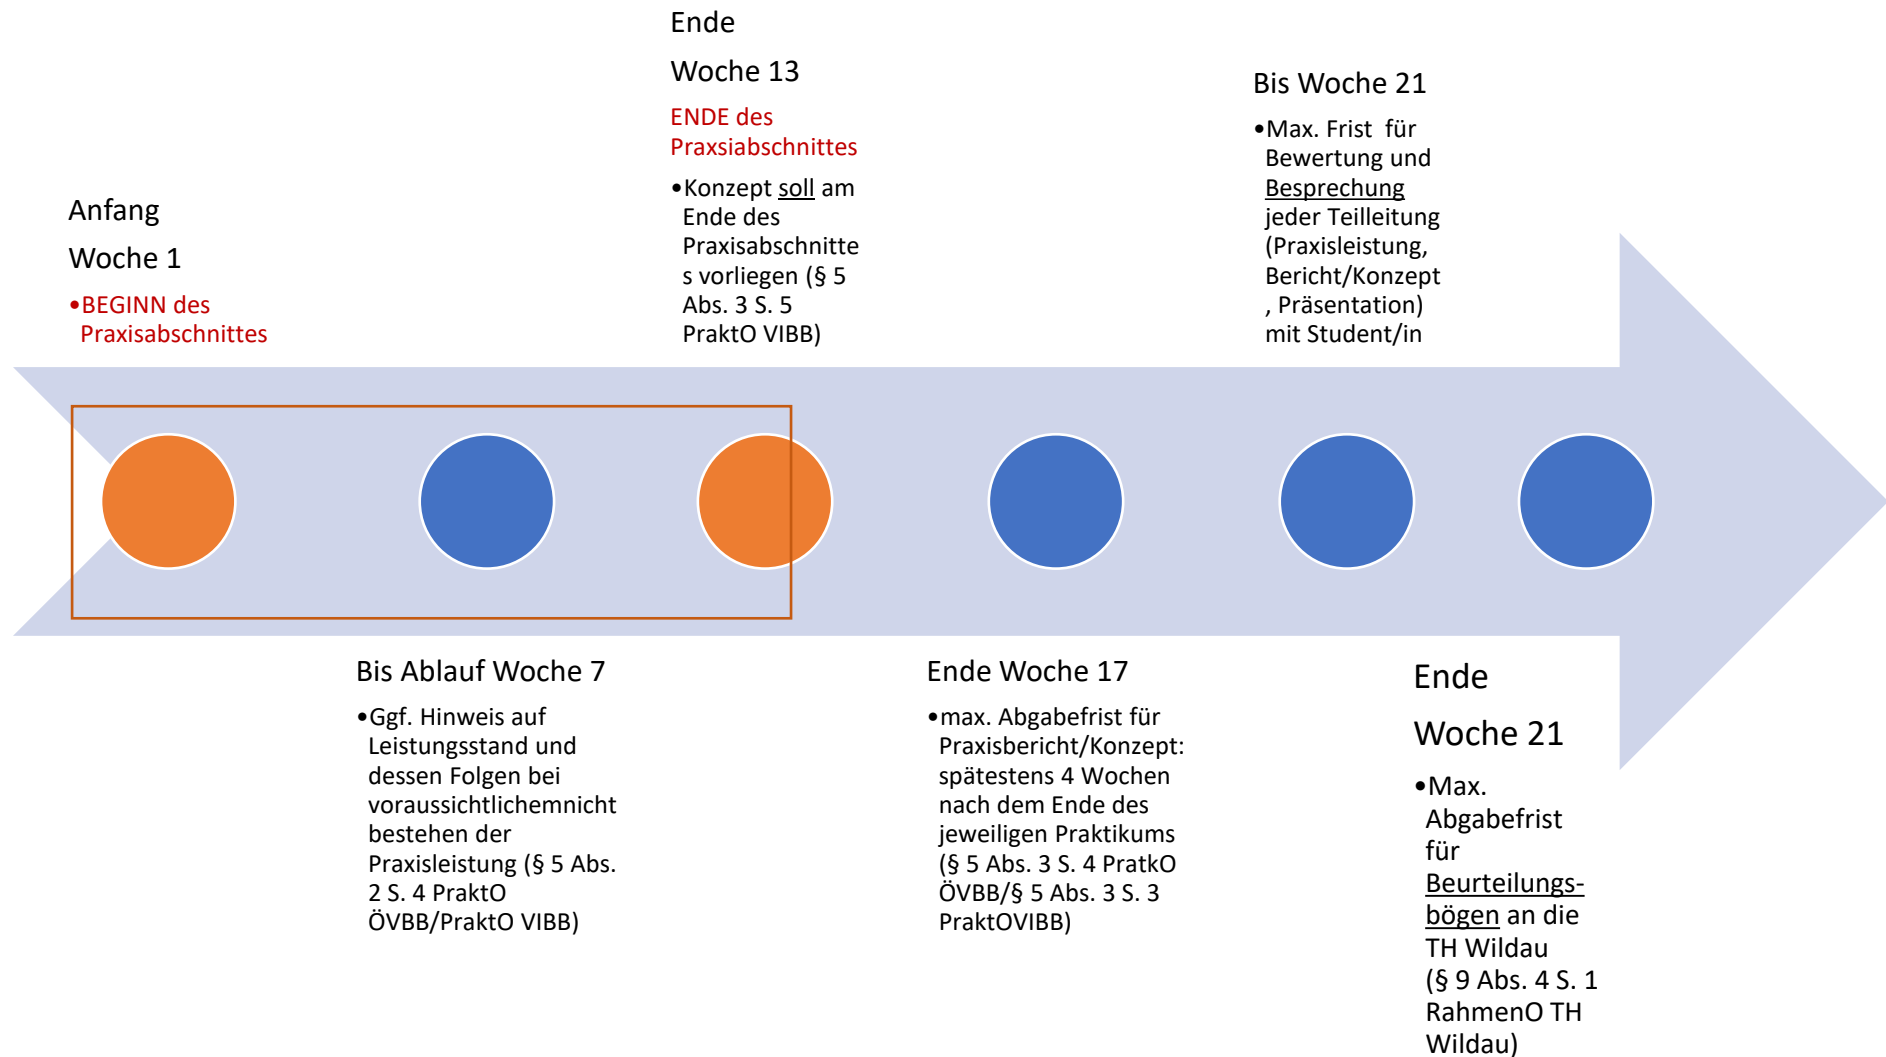 Anfang
Woche 1
•BEGINN des
Praxisabschnittes
Bis Ablauf Woche 7
•Ggf. Hinweis auf
Leistungsstand und
dessen Folgen bei
voraussichtlichemnicht
bestehen der
Praxisleistung (§ 5 Abs.
2 S. 4 PraktO
ÖVBB/PraktO VIBB)
Ende
Woche 13
ENDE des
Praxsiabschnittes
•Konzept soll am
Ende des
Praxisabschnitte
s vorliegen (§ 5
Abs. 3 S. 5
PraktO VIBB)
Ende Woche 17
•max. Abgabefrist für
Praxisbericht/Konzept:
spätestens 4 Wochen
nach dem Ende des
jeweiligen Praktikums
(§ 5 Abs. 3 S. 4 PratkO
ÖVBB/§ 5 Abs. 3 S. 3
PraktOVIBB)
Bis Woche 21
•Max. Frist  für
Bewertung und
Besprechung
jeder Teilleitung
(Praxisleistung,
Bericht/Konzept
, Präsentation)
mit Student/in
Ende
Woche 21
•Max.
Abgabefrist
für
Beurteilungs-
bögen an die
TH Wildau
(§ 9 Abs. 4 S. 1
RahmenO TH
Wildau)